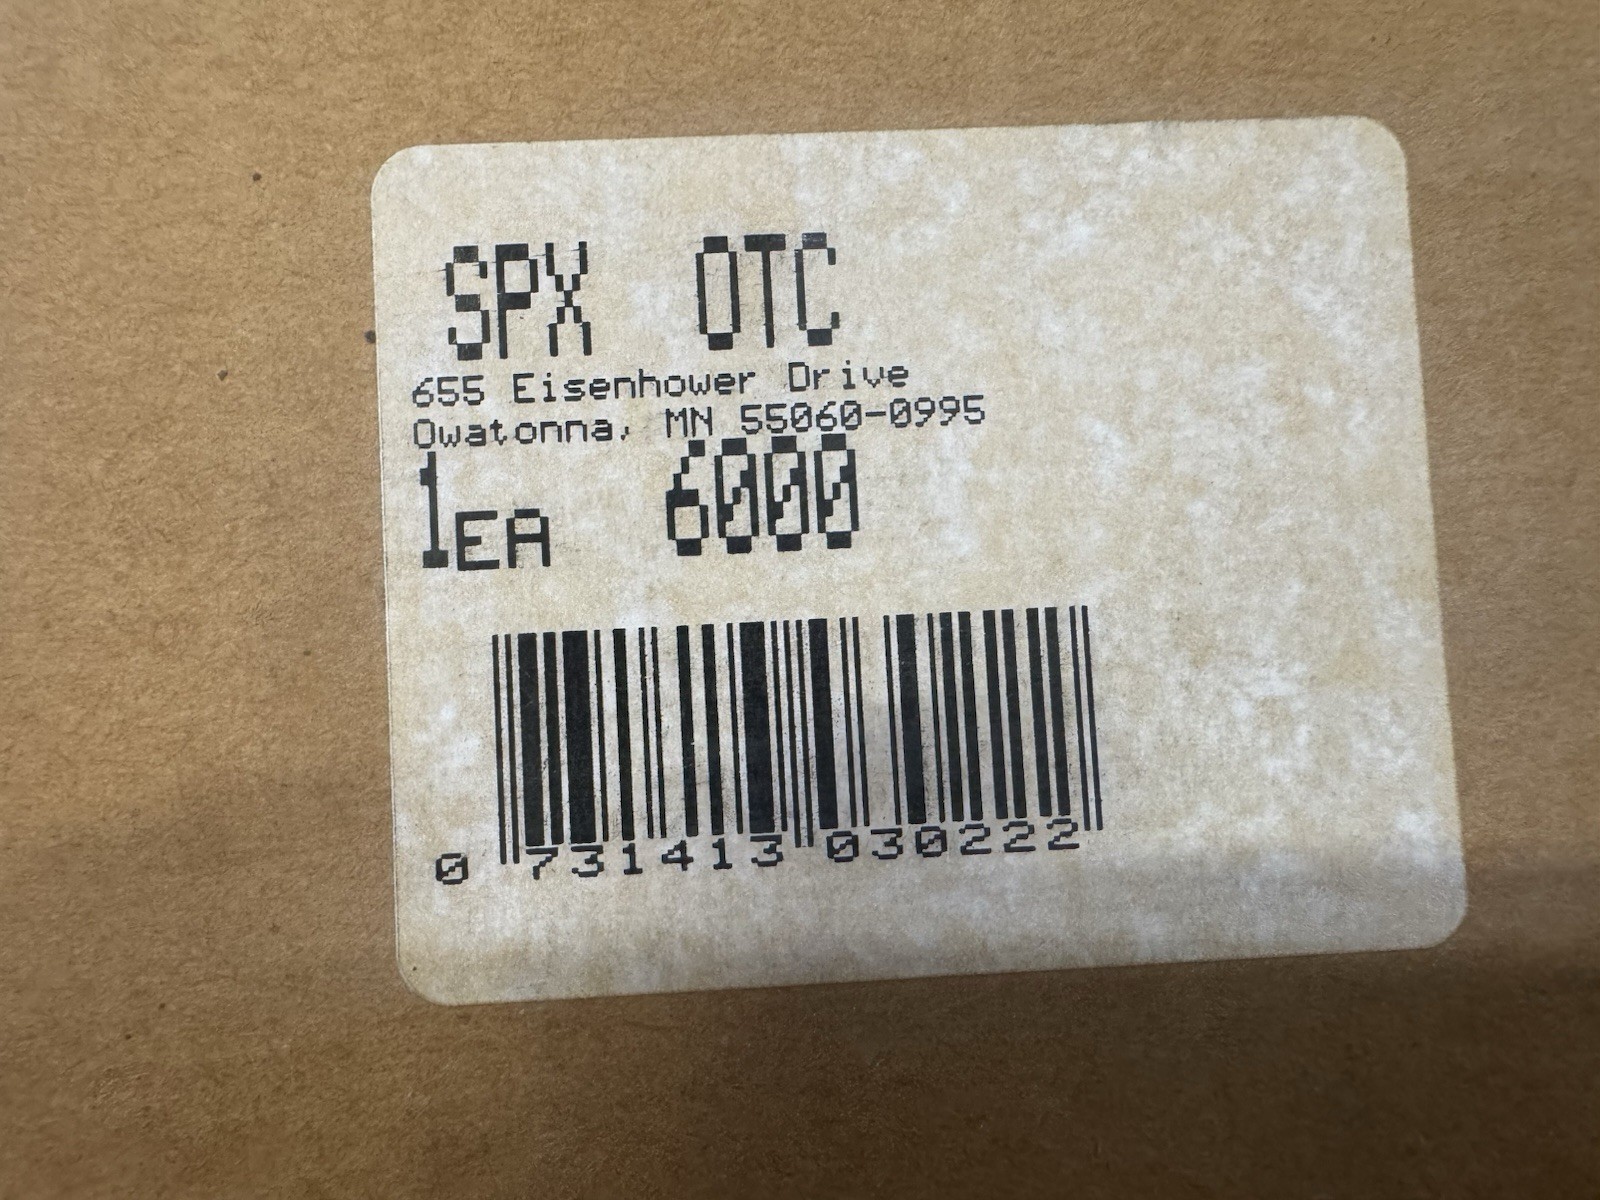 SPX OTC
655 Eisenhower Drive
Owatonna, MN 55060-0995
1EA 6000
0 731413 030222